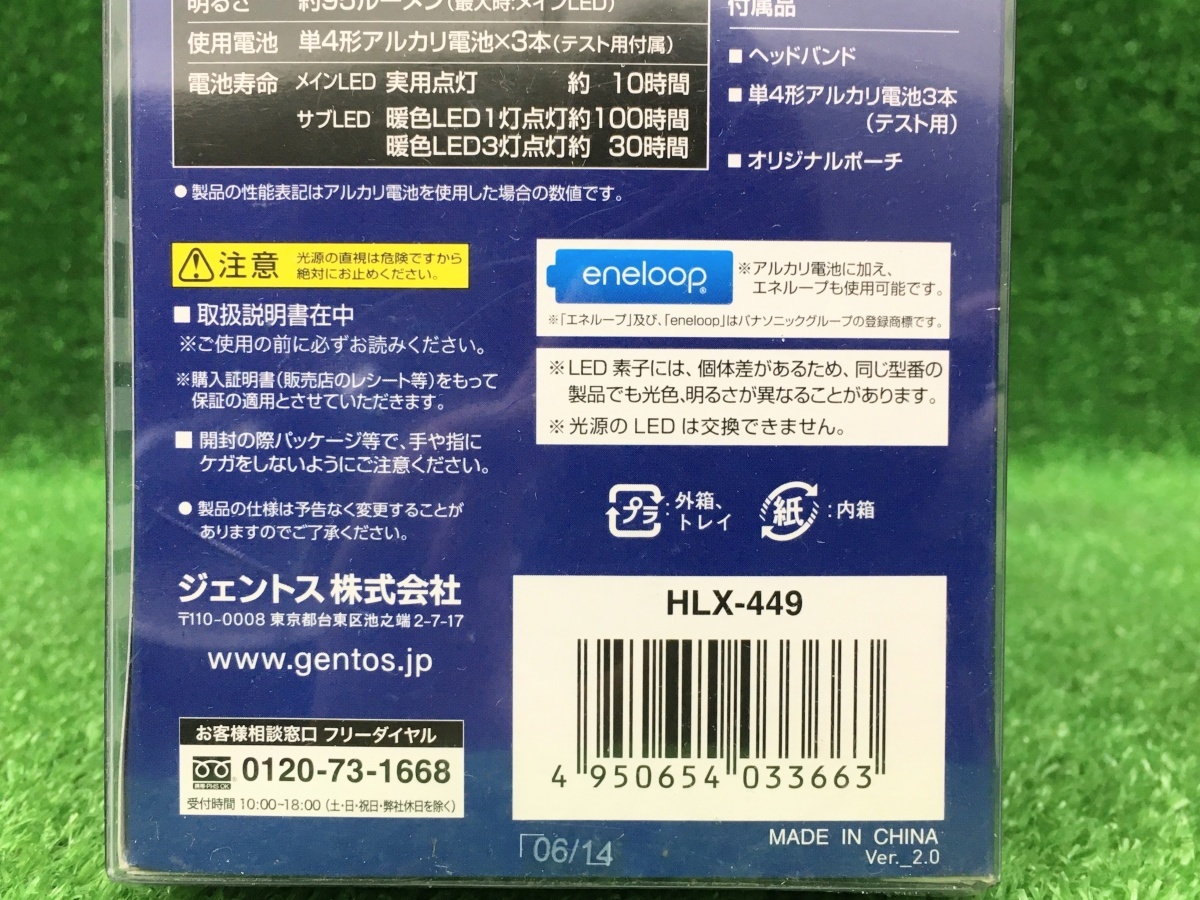 明るさ 約95ルーメン(最大時:メインLED)
使用電池 単4形アルカリ電池×3本(テスト用付属)
電池寿命 メインLED 実用点灯 約 10時間
サブLED 暖色LED1灯点灯約100時間
暖色LED3灯点灯約 30時間
●製品の性能表記はアルカリ電池を使用した場合の数値です。
付属品
■ヘッドバンド
■単4形アルカリ電池3本
(テスト用)
■オリジナルポーチ
注意 光源の直視は危険ですから
絶対にお止めください。
■取扱説明書在中
※ご使用の前に必ずお読みください。
※購入証明書(販売店のレシート等)をもって
保証の適用とさせていただきます。
■開封の際パッケージ等で、手や指に
ケガをしないようにご注意ください。
●製品の仕様は予告なく変更することが
ありますのでご了承ください。
eneloop® ※アルカリ電池に加え、
エネループも使用可能です。
※「エネループ」及び、「eneloop」はパナソニックグループの登録商標です。
※LED 素子には、個体差があるため、同じ型番の
製品でも光色、明るさが異なることがあります。
※光源のLEDは交換できません。
プラ:外箱、
トレイ
紙:内箱
ジェントス株式会社
〒110-0008 東京都台東区池之端2-7-17
www.gentos.jp
お客様相談窓口 フリーダイヤル
0120-73-1668
受付時間 10:00~18:00(土・日・祝日・弊社休日を除く)
HLX-449
4 950654 033663
MADE IN CHINA
Ver._2.0
06/14